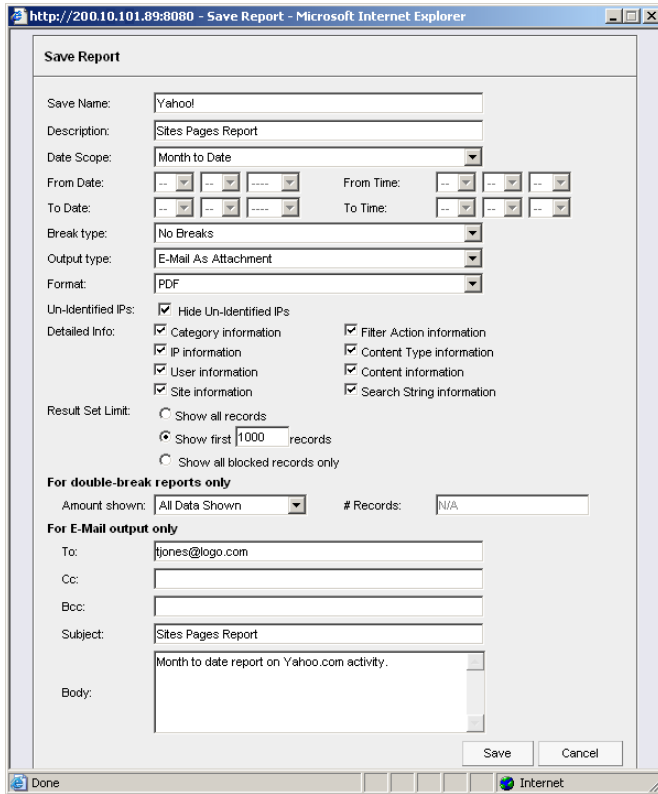 http://200.10.101.89:8080 - Save Report - Microsoft Internet Explorer
Save Report
Save Name: Yahoo!
Description: Sites Pages Report
Date Scope: Month to Date
From Date: -- -- ---- From Time: -- -- --
To Date: -- -- ---- To Time: -- -- --
Break type: No Breaks
Output type: E-Mail As Attachment
Format: PDF
Un-Identified IPs: Hide Un-Identified IPs
Detailed Info: Category information Filter Action information
IP information Content Type information
User information Content information
Site information Search String information
Result Set Limit: Show all records
Show first 1000 records
Show all blocked records only
For double-break reports only
Amount shown: All Data Shown # Records: N/A
For E-Mail output only
To: tjones@logo.com
Cc:
Bcc:
Subject: Sites Pages Report
Body: Month to date report on Yahoo.com activity.
Save Cancel
Done Internet